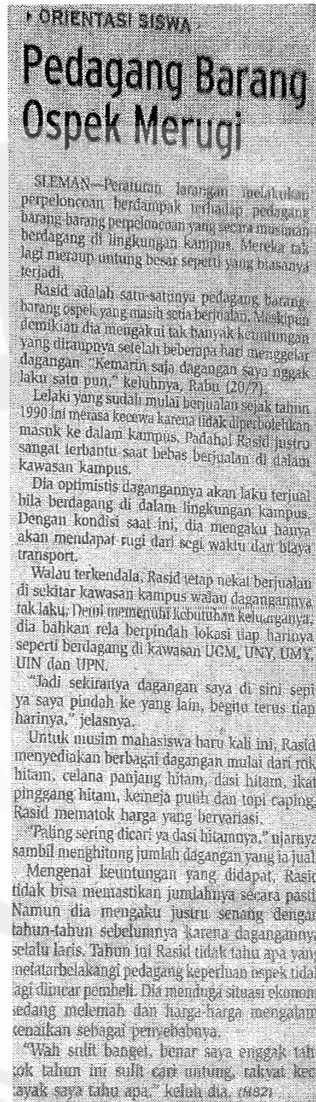 ORIENTASI SISWA
Pedagang Barang
Ospek Merugi
SLEMAN—Peraturan larangan melakukan
perpeloncoan berdampak terhadap pedagang
barang-barang perpeloncoan yang secara musiman
berdagang di lingkungan kampus. Mereka tak
lagi meraup untung besar seperti yang biasanya
terjadi.
Rasid adalah satu-satunya pedagang barang-
barang ospek yang masih setia berjualan. Meskipun
demikian dia mengakui tak banyak keuntungan
yang diraupnya setelah beberapa hari menggelar
dagangan. “Kemarin saja dagangan saya nggak
laku satu pun,” keluhnya, Rabu (20/7).
Lelaki yang sudah mulai berjualan sejak tahun
1990 ini merasa kecewa karena tidak diperbolehkan
masuk ke dalam kampus. Padahal Rasid justru
sangat terbantu saat bebas berjualan di dalam
kawasan kampus.
Dia optimistis dagangannya akan laku terjual
bila berdagang di dalam lingkungan kampus.
Dengan kondisi saat ini, dia mengaku hanya
akan mendapat rugi dari segi waktu dan biaya
transport.
Walau terkendala, Rasid tetap nekat berjualan
di sekitar kawasan kampus walau dagangannya
tak laku. Demi memenuhi kebutuhan keluarganya,
dia bahkan rela berpindah lokasi tiap harinya
seperti berdagang di kawasan UGM, UNY, UMY,
UIN dan UPN.
“Jadi sekiranya dagangan saya di sini sepi
ya saya pindah ke yang lain, begitu terus tiap
harinya,” jelasnya.
Untuk musim mahasiswa baru kali ini, Rasid
menyediakan berbagai dagangan mulai dari rok
hitam, celana panjang hitam, dasi hitam, ikat
pinggang hitam, kemeja putih dan topi caping.
Rasid mematok harga yang bervariasi.
“Paling sering dicari ya dasi hitamnya,” ujarnya
sambil menghitung jumlah dagangan yang ia jual.
Mengenai keuntungan yang didapat, Rasid
tidak bisa memastikan jumlahnya secara pasti.
Namun dia mengaku justru senang dengan
tahun-tahun sebelumnya karena dagangannya
selalu laris. Tahun ini Rasid tidak tahu apa yang
melatarbelakangi pedagang keperluan ospek tidak
lagi diincar pembeli. Dia menduga situasi ekonomi
sedang melemah dan harga-harga mengalami
kenaikan sebagai penyebabnya.
“Wah sulit banget, benar saya enggak tahu
kok tahun ini sulit cari untung, rakyat kecil
kayak saya tahu apa,” keluh dia. (HS2)